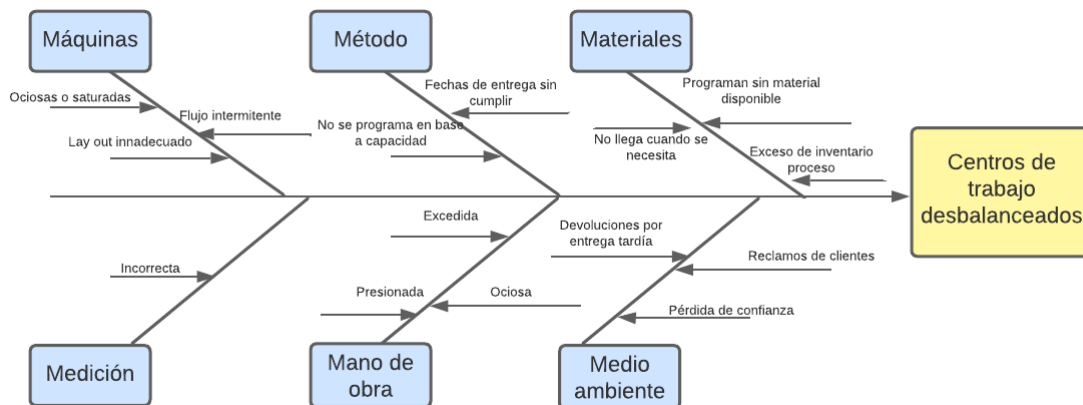 Máquinas
Método
Materiales
Ociosas o saturadas
Flujo intermitente
Lay out innadecuado
Fechas de entrega sin
cumplir
No se programa en base
a capacidad
Programan sin material
disponible
No llega cuando se
necesita
Exceso de inventario
proceso
Centros de
trabajo
desbalanceados
Incorrecta
Excedida
Presionada
Ociosa
Devoluciones por
entrega tardía
Reclamos de clientes
Pérdida de confianza
Medición
Mano de
obra
Medio
ambiente